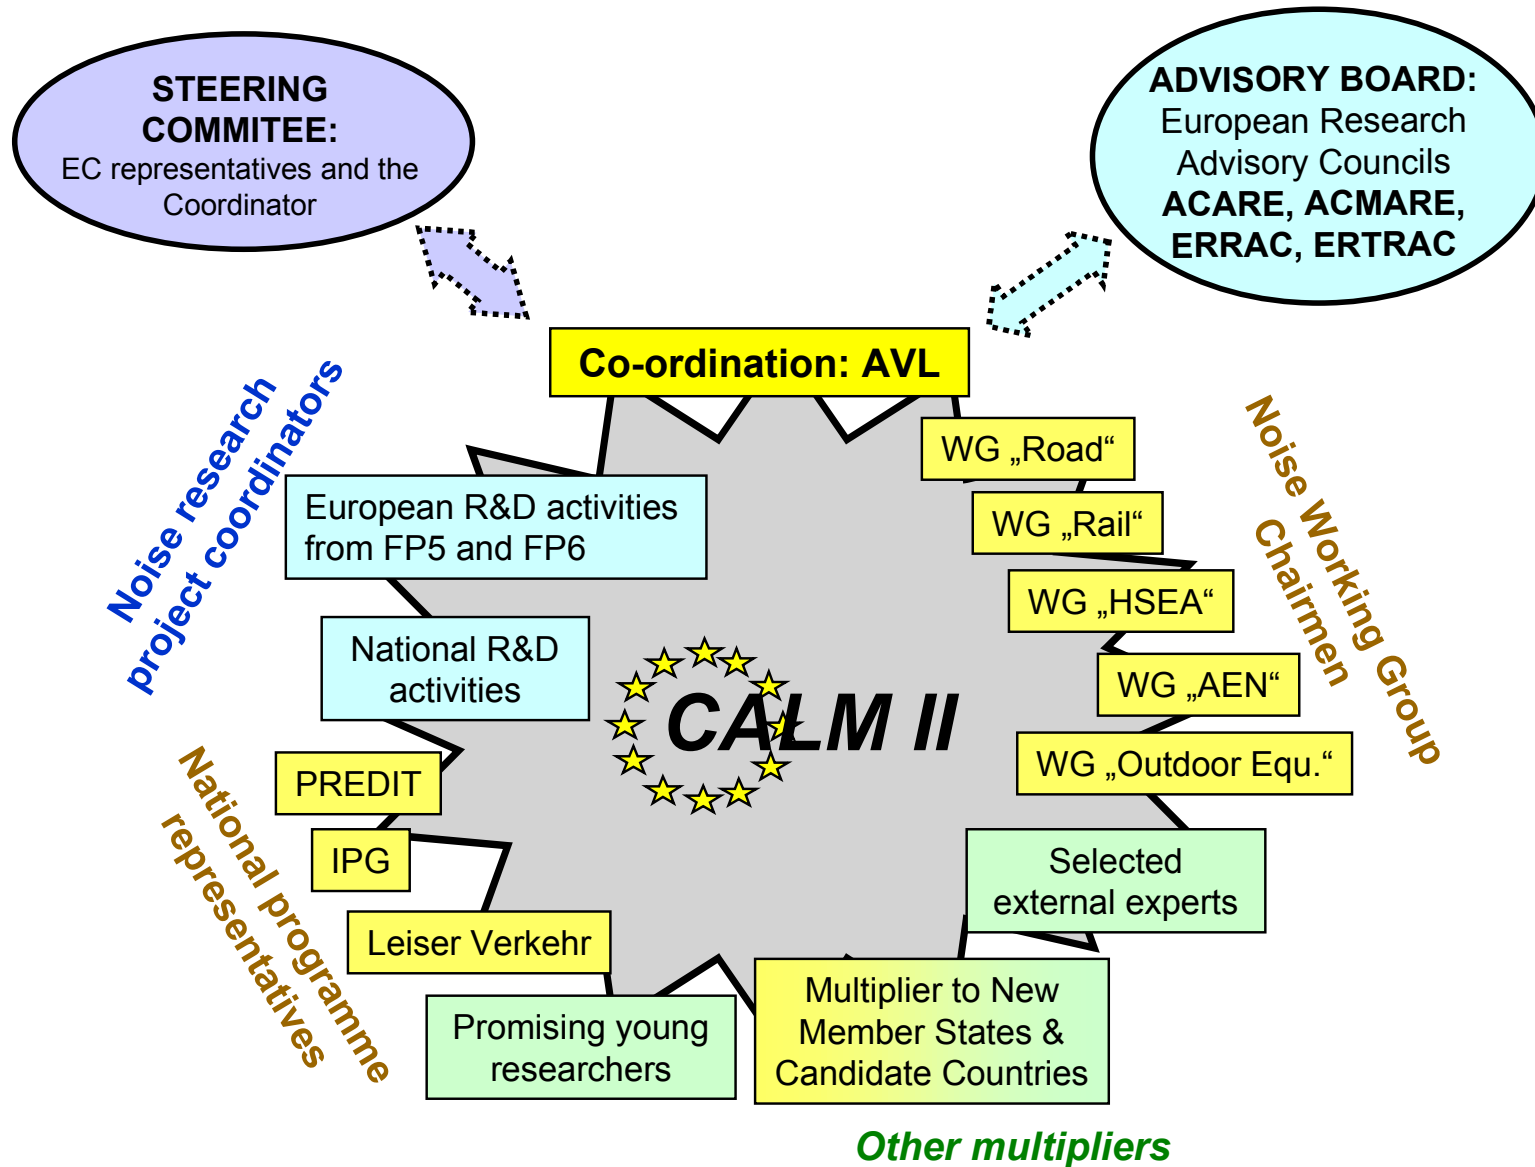 STEERING
COMMITEE:
EC representatives and the
Coordinator
ADVISORY BOARD:
European Research
Advisory Councils
ACARE, ACMARE,
ERRAC, ERTRAC
Co-ordination: AVL
Noise research
project coordinators
European R&D activities
from FP5 and FP6
National R&D
activities
WG „Road“
WG „Rail“
WG „HSEA“
WG „AEN“
WG „Outdoor Equ.“
Noise Working Group
Chairmen
CALM II
PREDIT
IPG
Leiser Verkehr
National programme
representatives
Selected
external experts
Promising young
researchers
Multiplier to New
Member States &
Candidate Countries
Other multipliers